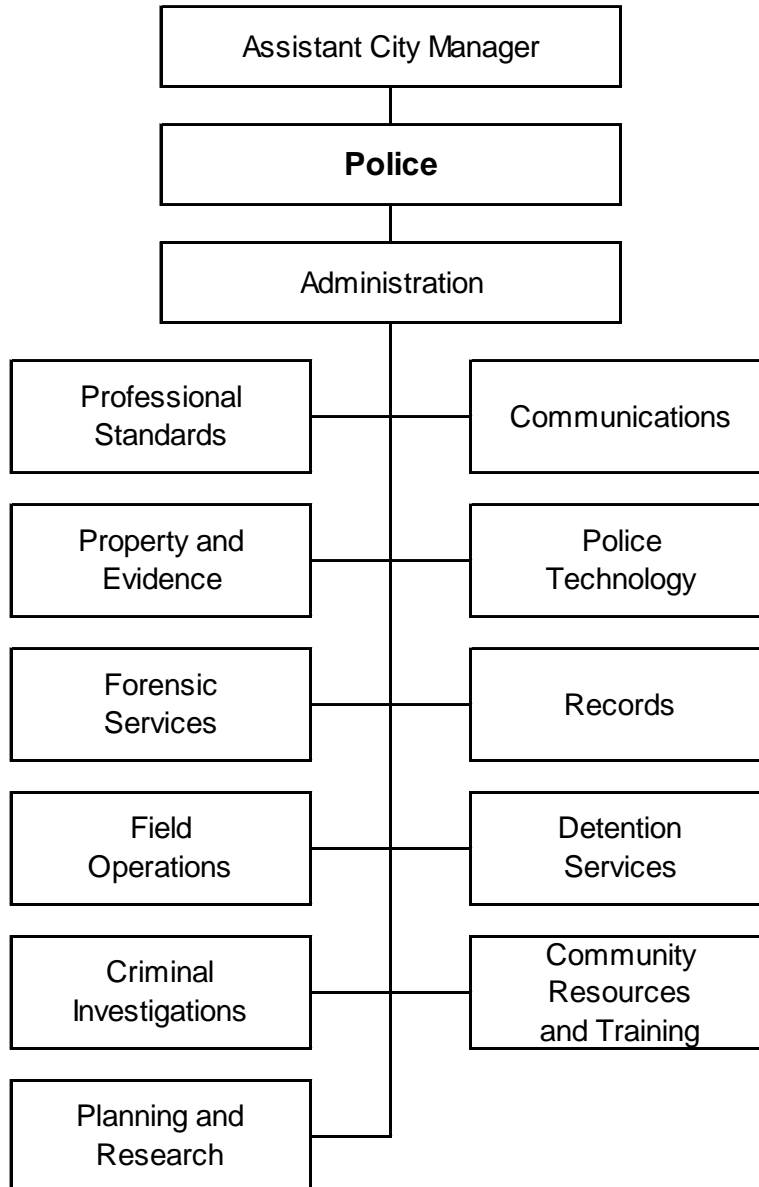 Assistant City Manager
Police
Administration
Professional
Standards
Communications
Property and
Evidence
Police
Technology
Forensic
Services
Records
Field
Operations
Detention
Services
Criminal
Investigations
Community
Resources
and Training
Planning and
Research